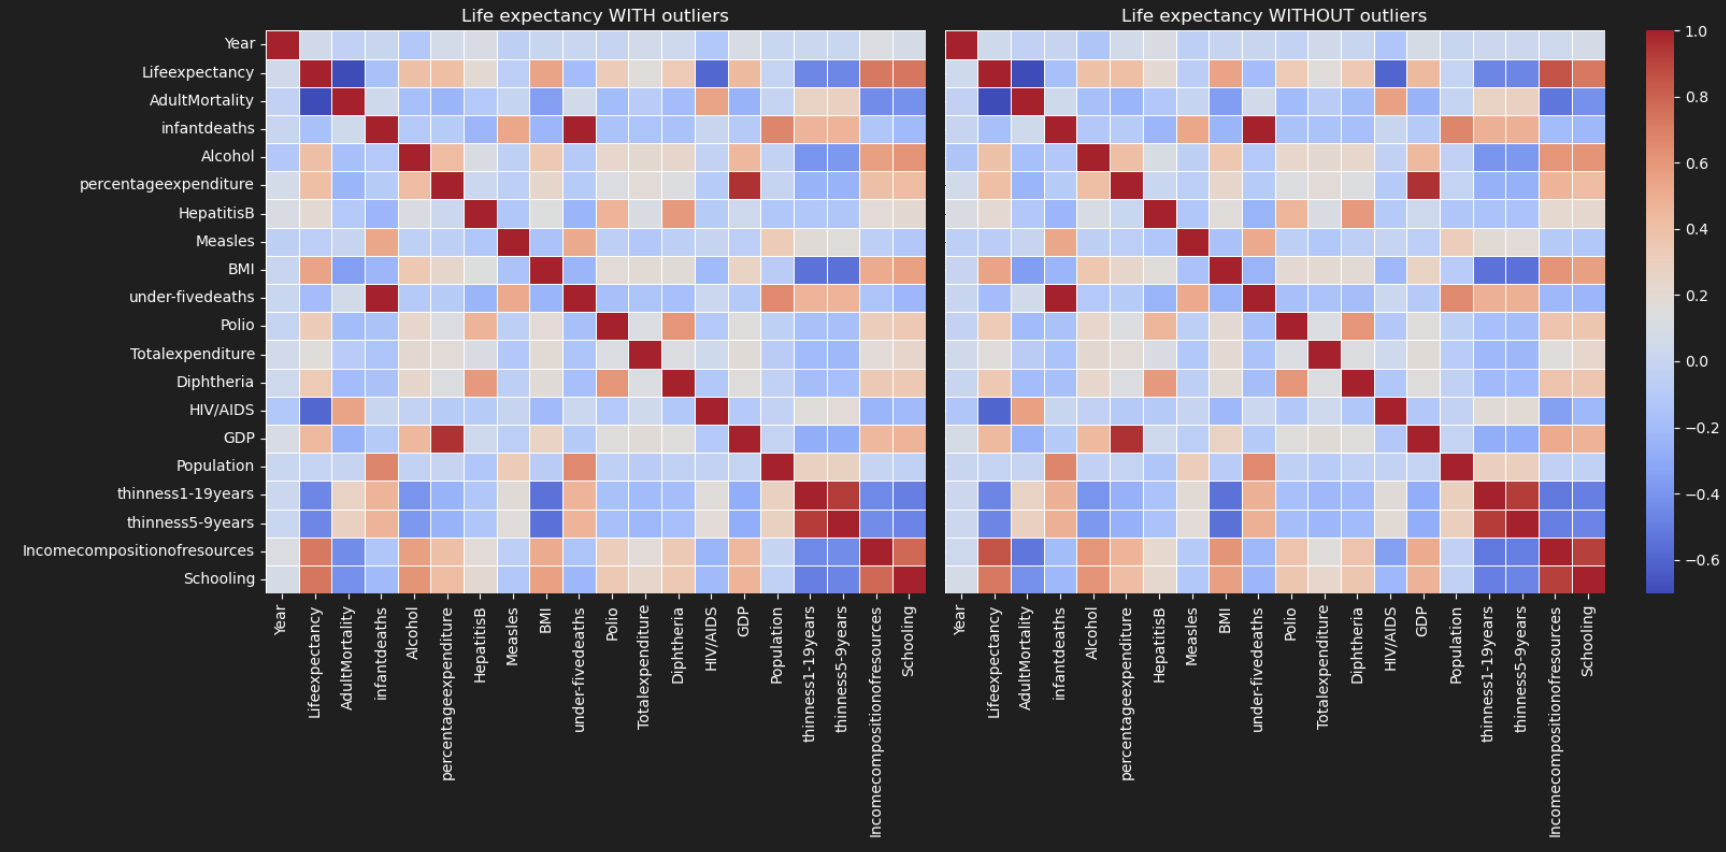 Life expectancy WITH outliers
Life expectancy WITHOUT outliers
Year
Lifeexpectancy
AdultMortality
infantdeaths
Alcohol
percentageexpenditure
HepatitisB
Measles
BMI
under-fivedeaths
Polio
Totalexpenditure
Diphtheria
HIV/AIDS
GDP
Population
thinness1-19years
thinness5-9years
Incomecompositionofresources
Schooling
Year
Lifeexpectancy
AdultMortality
infantdeaths
Alcohol
percentageexpenditure
HepatitisB
Measles
BMI
under-fivedeaths
Polio
Totalexpenditure
Diphtheria
HIV/AIDS
GDP
Population
thinness1-19years
thinness5-9years
Incomecompositionofresources
Schooling
Year
Lifeexpectancy
AdultMortality
infantdeaths
Alcohol
percentageexpenditure
HepatitisB
Measles
BMI
under-fivedeaths
Polio
Totalexpenditure
Diphtheria
HIV/AIDS
GDP
Population
thinness1-19years
thinness5-9years
Incomecompositionofresources
Schooling
1.0
0.8
0.6
0.4
0.2
0.0
−0.2
−0.4
−0.6